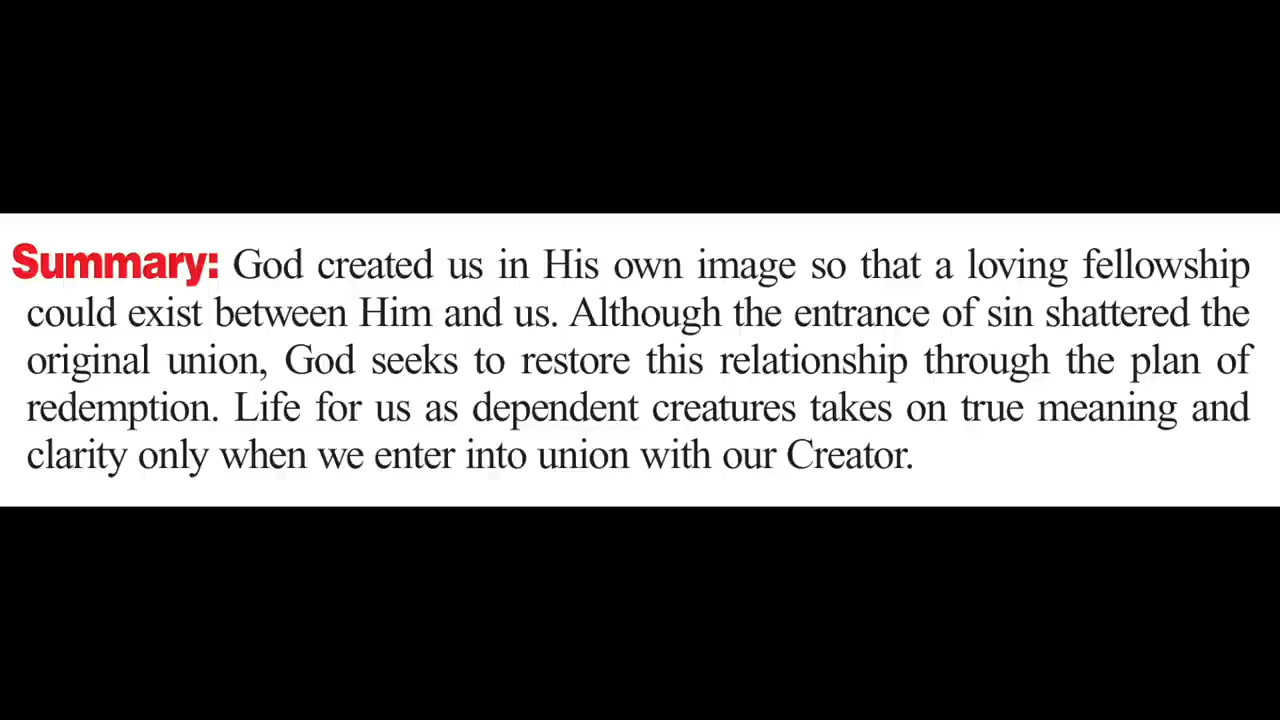 Summary: God created us in His own image so that a loving fellowship
could exist between Him and us. Although the entrance of sin shattered the
original union, God seeks to restore this relationship through the plan of
redemption. Life for us as dependent creatures takes on true meaning and
clarity only when we enter into union with our Creator.